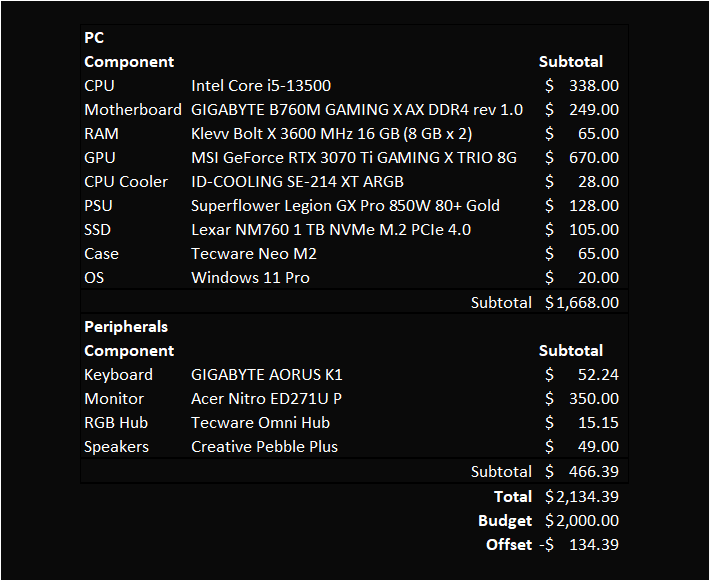 PC
Component Subtotal
CPU Intel Core i5-13500 $ 338.00
Motherboard GIGABYTE B760M GAMING X AX DDR4 rev 1.0 $ 249.00
RAM Klevv Bolt X 3600 MHz 16 GB (8 GB x 2) $ 65.00
GPU MSI GeForce RTX 3070 Ti GAMING X TRIO 8G $ 670.00
CPU Cooler ID-COOLING SE-214 XT ARGB $ 28.00
PSU Superflower Legion GX Pro 850W 80+ Gold $ 128.00
SSD Lexar NM760 1 TB NVMe M.2 PCIe 4.0 $ 105.00
Case Tecware Neo M2 $ 65.00
OS Windows 11 Pro $ 20.00
Subtotal $1,668.00
Peripherals
Component Subtotal
Keyboard GIGABYTE AORUS K1 $ 52.24
Monitor Acer Nitro ED271U P $ 350.00
RGB Hub Tecware Omni Hub $ 15.15
Speakers Creative Pebble Plus $ 49.00
Subtotal $ 466.39
Total $2,134.39
Budget $2,000.00
Offset -$ 134.39